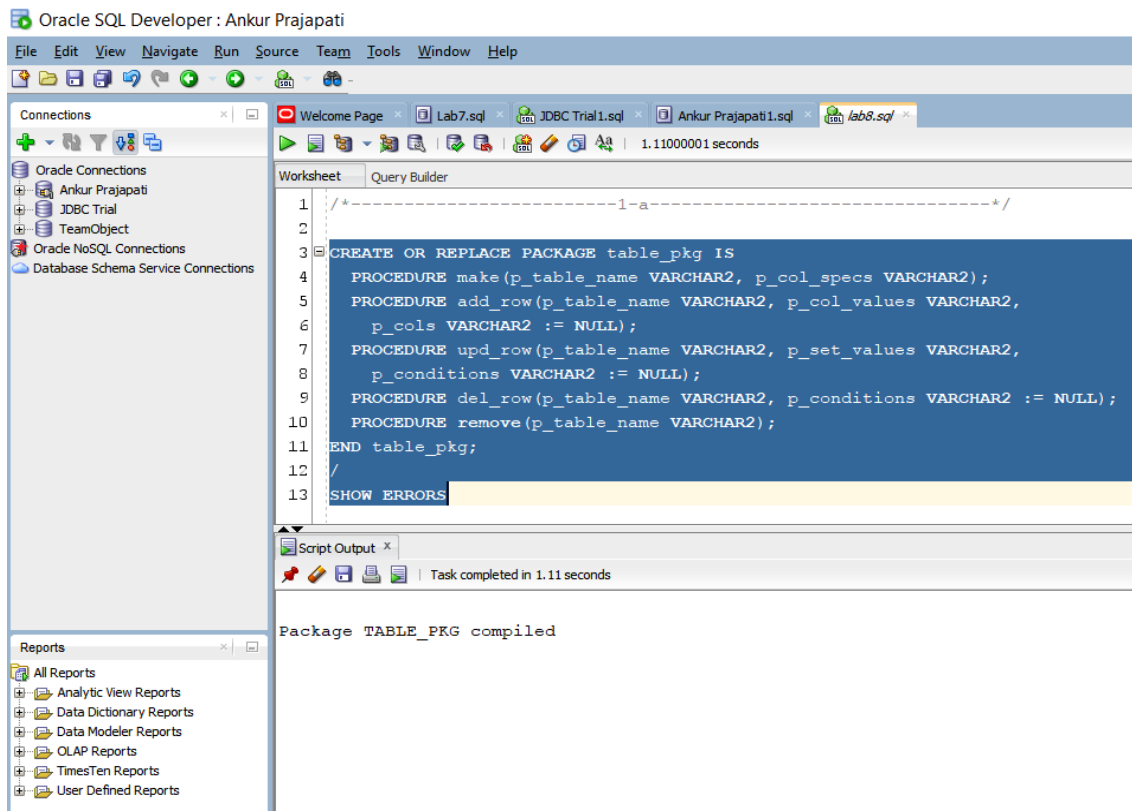 Oracle SQL Developer : Ankur Prajapati
File Edit View Navigate Run Source Team Tools Window Help
Connections
Oracle Connections
Ankur Prajapati
JDBC Trial
TeamObject
Oracle NoSQL Connections
Database Schema Service Connections
Reports
All Reports
Analytic View Reports
Data Dictionary Reports
Data Modeler Reports
OLAP Reports
TimesTen Reports
User Defined Reports
Welcome Page Lab7.sql JDBC Trial1.sql Ankur Prajapati1.sql lab8.sql
1.11000001 seconds
Worksheet Query Builder
1 /*-------------------------1-a--------------------------------*/
2
3 CREATE OR REPLACE PACKAGE table_pkg IS
4 PROCEDURE make(p_table_name VARCHAR2, p_col_specs VARCHAR2);
5 PROCEDURE add_row(p_table_name VARCHAR2, p_col_values VARCHAR2,
6 p_cols VARCHAR2 := NULL);
7 PROCEDURE upd_row(p_table_name VARCHAR2, p_set_values VARCHAR2,
8 p_conditions VARCHAR2 := NULL);
9 PROCEDURE del_row(p_table_name VARCHAR2, p_conditions VARCHAR2 := NULL);
10 PROCEDURE remove(p_table_name VARCHAR2);
11 END table_pkg;
12 /
13 SHOW ERRORS
Script Output
Task completed in 1.11 seconds
Package TABLE_PKG compiled